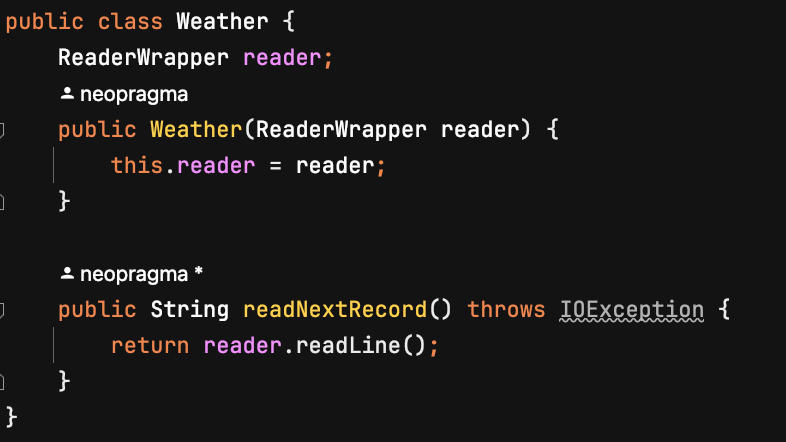 public class Weather {
    ReaderWrapper reader;
    neopragma
    public Weather(ReaderWrapper reader) {
        this.reader = reader;
    }
    neopragma *
    public String readNextRecord() throws IOException {
        return reader.readLine();
    }
}